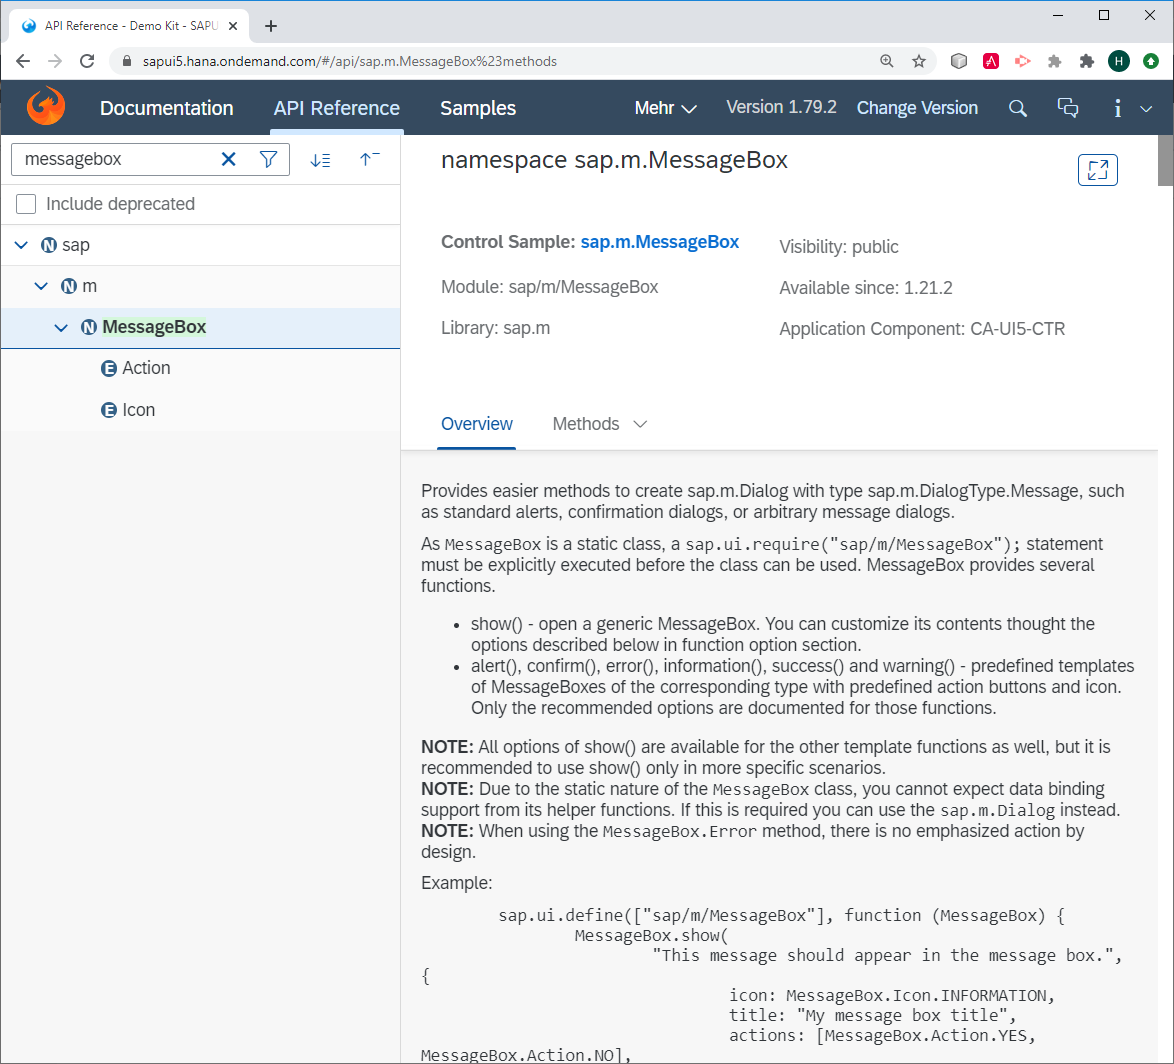 API Reference - Demo Kit - SAPU
sapui5.hana.ondemand.com/#/api/sap.m.MessageBox%23methods
H
Documentation API Reference Samples Mehr Version 1.79.2 Change Version
messagebox
Include deprecated
N sap
N m
N MessageBox
E Action
E Icon
namespace sap.m.MessageBox
Control Sample: sap.m.MessageBox
Visibility: public
Module: sap/m/MessageBox
Available since: 1.21.2
Library: sap.m
Application Component: CA-UI5-CTR
Overview Methods
Provides easier methods to create sap.m.Dialog with type sap.m.DialogType.Message, such
as standard alerts, confirmation dialogs, or arbitrary message dialogs.
As MessageBox is a static class, a sap.ui.require("sap/m/MessageBox"); statement
must be explicitly executed before the class can be used. MessageBox provides several
functions.
• show() - open a generic MessageBox. You can customize its contents thought the
options described below in function option section.
• alert(), confirm(), error(), information(), success() and warning() - predefined templates
of MessageBoxes of the corresponding type with predefined action buttons and icon.
Only the recommended options are documented for those functions.
NOTE: All options of show() are available for the other template functions as well, but it is
recommended to use show() only in more specific scenarios.
NOTE: Due to the static nature of the MessageBox class, you cannot expect data binding
support from its helper functions. If this is required you can use the sap.m.Dialog instead.
NOTE: When using the MessageBox.Error method, there is no emphasized action by
design.
Example:
sap.ui.define(["sap/m/MessageBox"], function (MessageBox) {
MessageBox.show(
"This message should appear in the message box.",
{
icon: MessageBox.Icon.INFORMATION,
title: "My message box title",
actions: [MessageBox.Action.YES,
MessageBox.Action.NO],